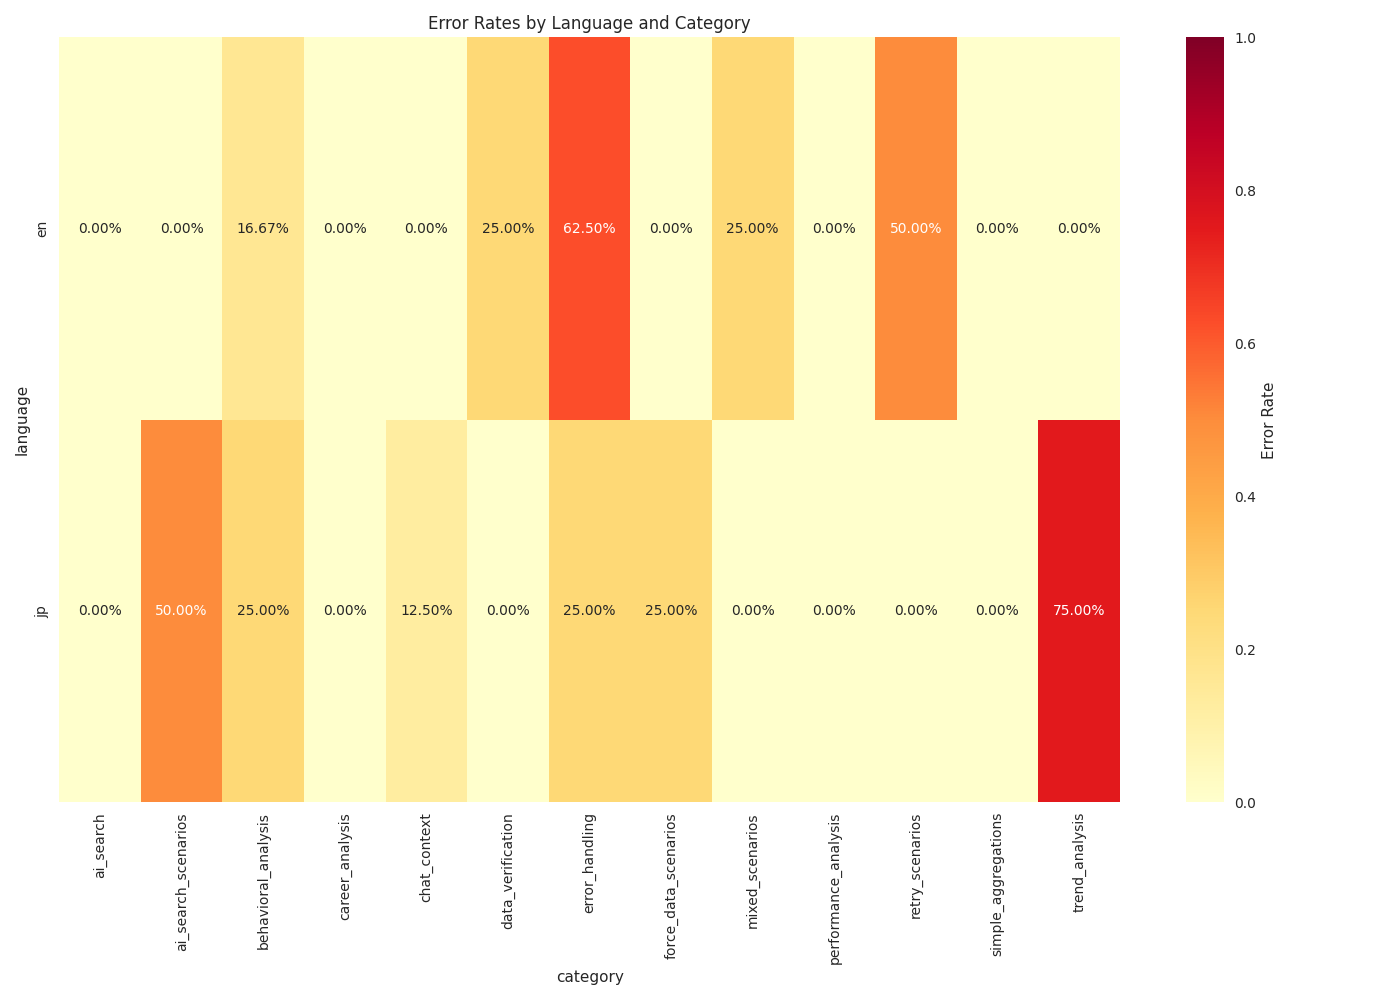 Error Rates by Language and Category
en
0.00% 0.00% 16.67% 0.00% 0.00% 25.00% 62.50% 0.00% 25.00% 0.00% 50.00% 0.00% 0.00%
jp
0.00% 50.00% 25.00% 0.00% 12.50% 0.00% 25.00% 25.00% 0.00% 0.00% 0.00% 0.00% 75.00%
language
ai_search
ai_search_scenarios
behavioral_analysis
career_analysis
chat_context
data_verification
error_handling
force_data_scenarios
mixed_scenarios
performance_analysis
retry_scenarios
simple_aggregations
trend_analysis
category
1.0
0.8
0.6
0.4
0.2
0.0
Error Rate